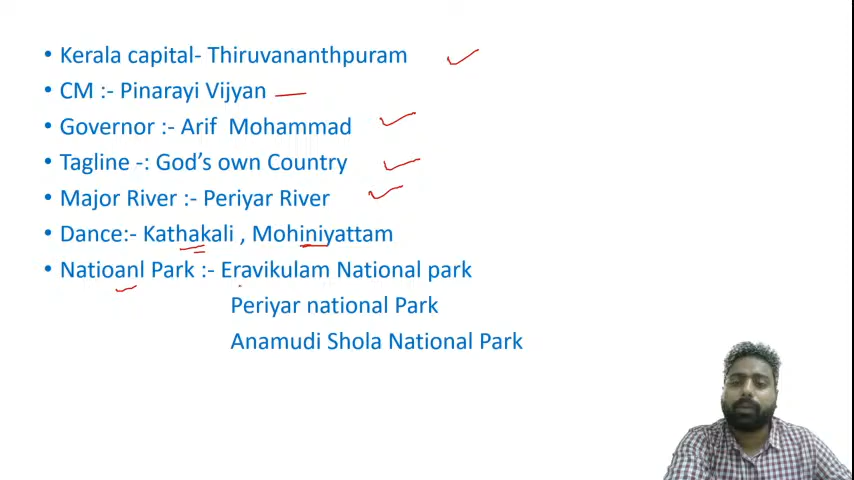 • Kerala capital- Thiruvananthpuram
• CM :- Pinarayi Vijyan
• Governor :- Arif  Mohammad
• Tagline -: God's own Country
• Major River :- Periyar River
• Dance:- Kathakali , Mohiniyattam
• Natioanl Park :- Eravikulam National park
Periyar national Park
Anamudi Shola National Park